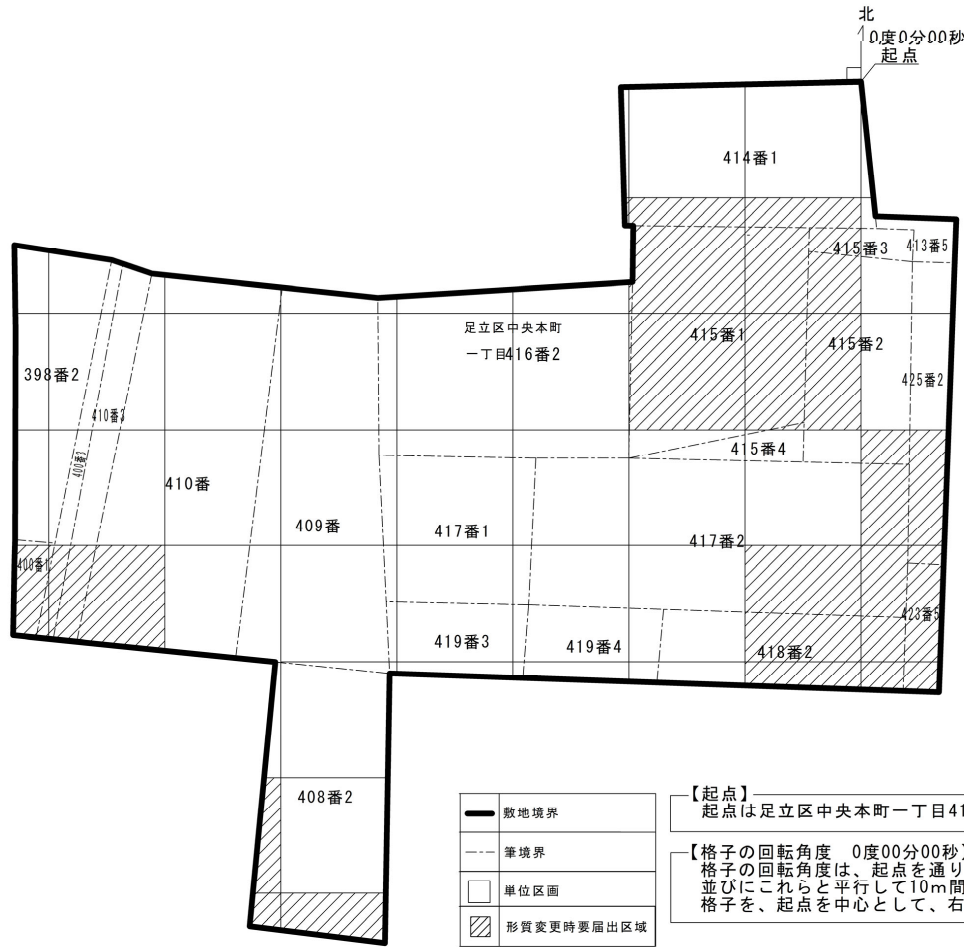 北
0度0分00秒
起点
414番1
415番3
413番5
足立区中央本町
一丁目416番2
415番1
415番2
398番2
425番2
410番3
415番4
400番3
410番
409番
417番1
417番2
400番1
423番5
419番3
419番4
418番2
408番2
敷地境界
筆境界
単位区画
形質変更時要届出区域
【起点】
起点は足立区中央本町一丁目41
【格子の回転角度 0度00分00秒】
格子の回転角度は、起点を通り
並びにこれらと平行して10m間
格子を、起点を中心として、右